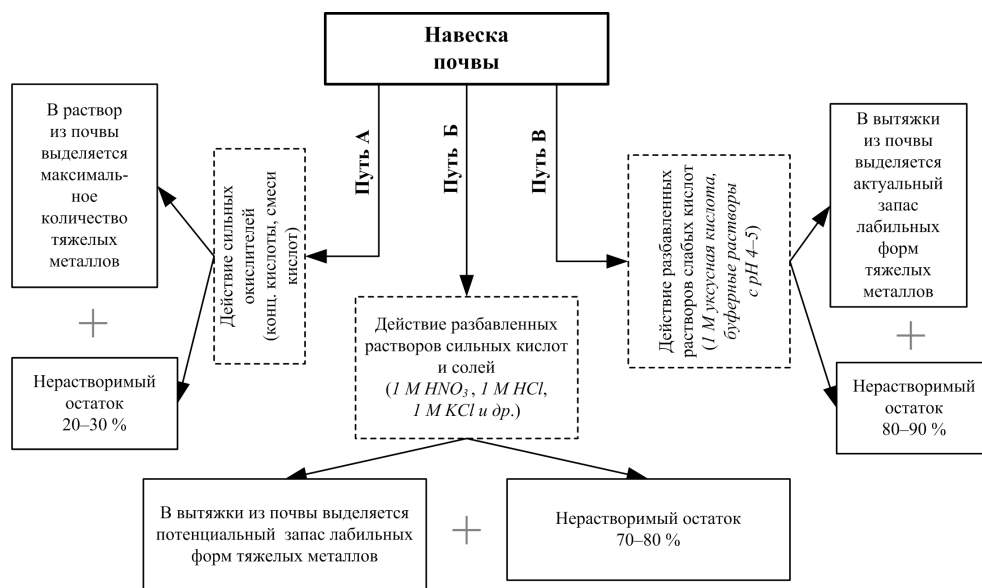 Навеска
почвы
Путь А
Путь Б
Путь В
В раствор
из почвы
выделяется
максималь-
ное
количество
тяжелых
металлов
+
Нерастворимый
остаток
20–30 %
Действие сильных
окислителей
(конц. кислоты, смеси
кислот)
Действие разбавленных
растворов сильных кислот
и солей
(1 М HNO₃ , 1 М HCl,
1 М KCl и др.)
Действие разбавленных
растворов слабых кислот
(1 М уксусная кислота,
буферные растворы
с pH 4–5)
В вытяжки
из почвы
выделяется
актуальный
запас
лабильных
форм
тяжелых
металлов
+
Нерастворимый
остаток
80–90 %
В вытяжки из почвы выделяется
потенциальный запас лабильных
форм тяжелых металлов
+
Нерастворимый остаток
70–80 %